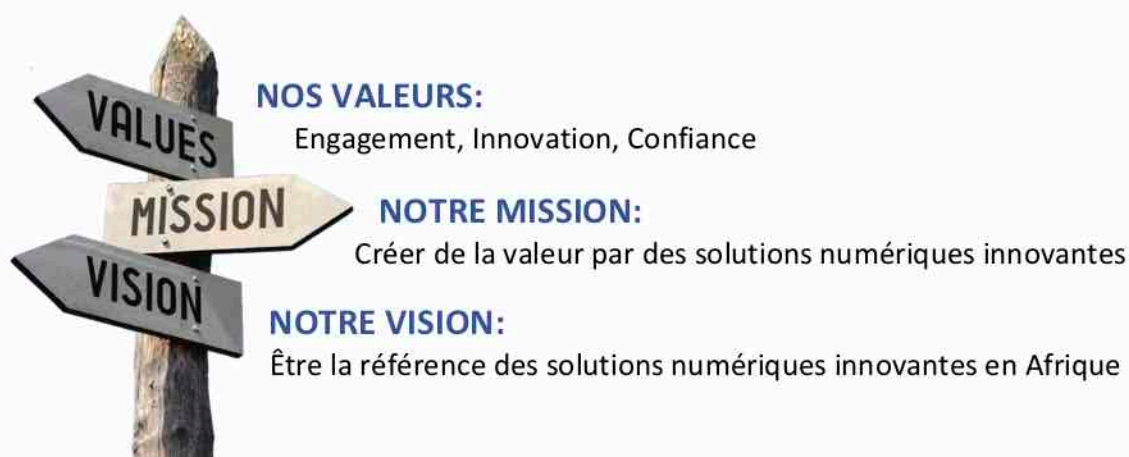 VALUES
NOS VALEURS:
Engagement, Innovation, Confiance
MISSION
NOTRE MISSION:
Créer de la valeur par des solutions numériques innovantes
VISION
NOTRE VISION:
Être la référence des solutions numériques innovantes en Afrique